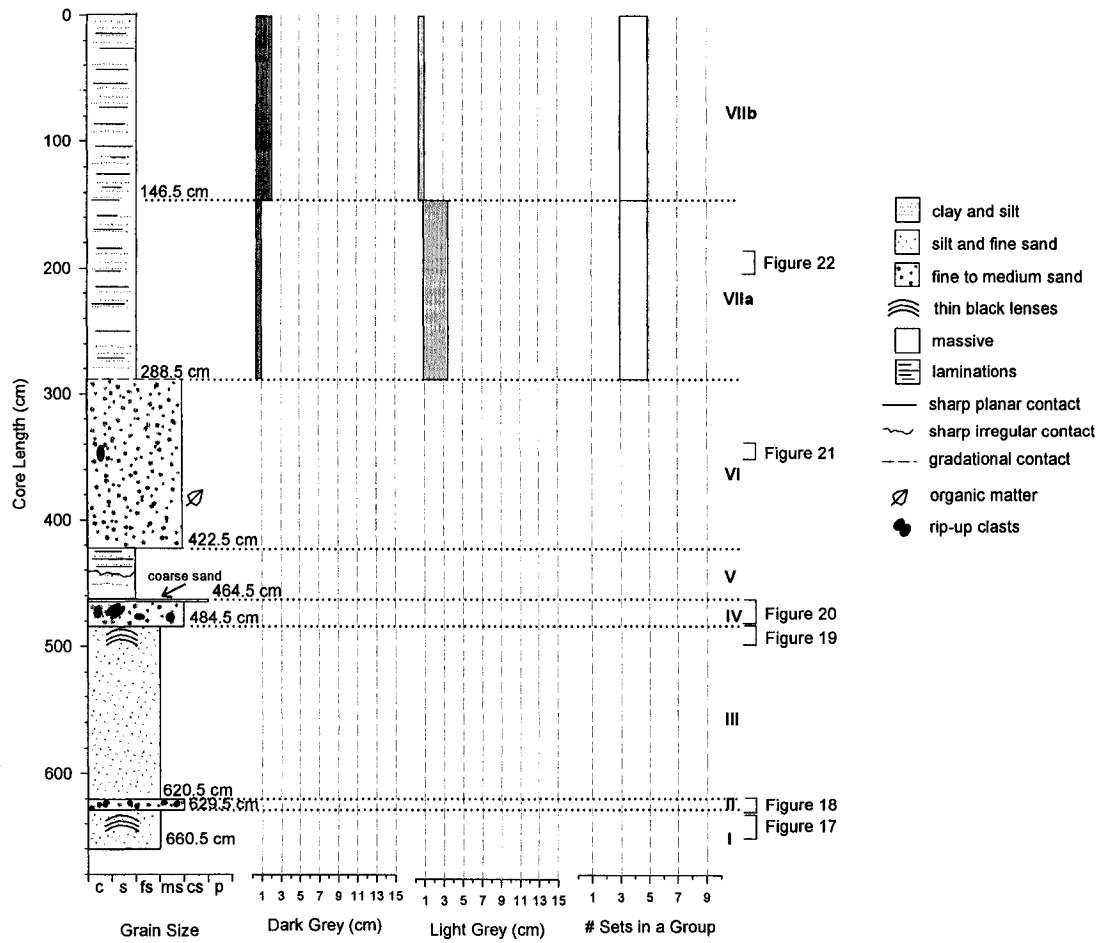 0
100
200
300
400
500
600
Core Length (cm)
146.5 cm
288.5 cm
422.5 cm
coarse sand
464.5 cm
484.5 cm
620.5 cm
629.5 cm
660.5 cm
VIIb
VIIa
VI
V
IV
III
II
I
Figure 22
Figure 21
Figure 20
Figure 19
Figure 18
Figure 17
clay and silt
silt and fine sand
fine to medium sand
thin black lenses
massive
laminations
sharp planar contact
sharp irregular contact
gradational contact
organic matter
rip-up clasts
c s fs ms cs p
Grain Size
1 3 5 7 9 11 13 15
Dark Grey (cm)
1 3 5 7 9 11 13 15
Light Grey (cm)
1 3 5 7 9
# Sets in a Group